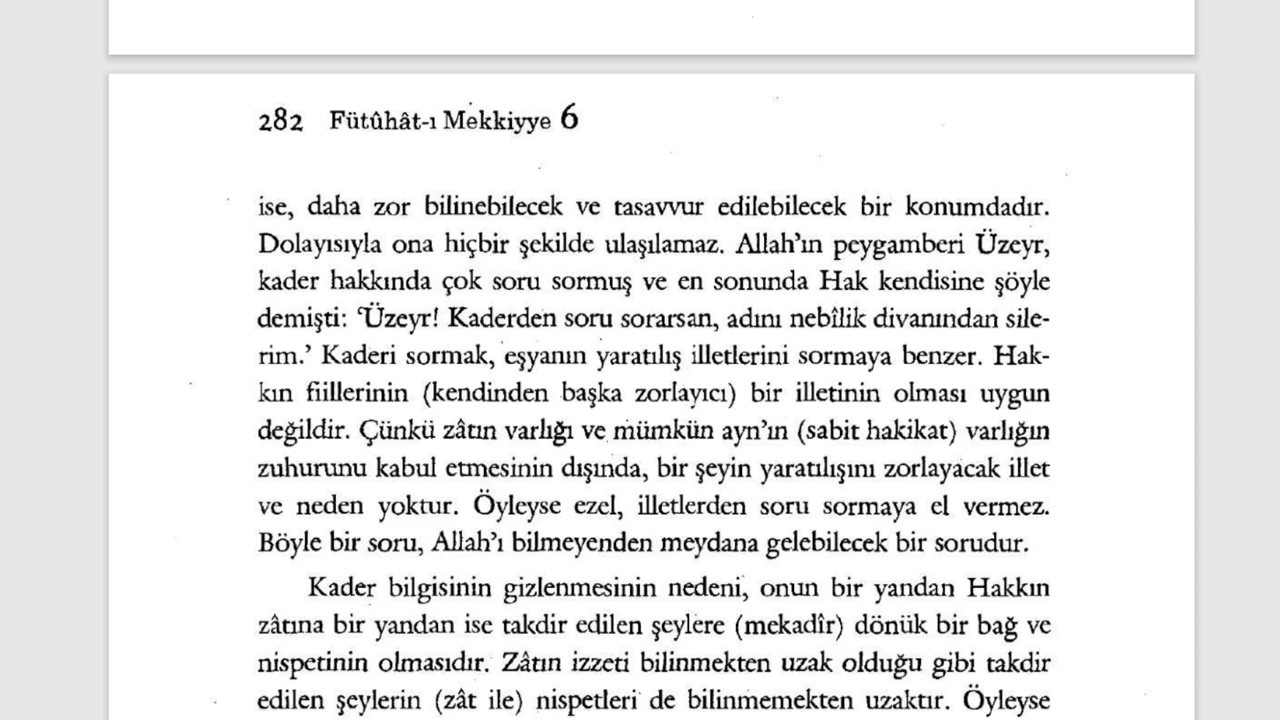 282 Fütûhât-ı Mekkiyye 6
ise, daha zor bilinebilecek ve tasavvur edilebilecek bir konumdadır.
Dolayısıyla ona hiçbir şekilde ulaşılamaz. Allah’ın peygamberi Üzeyr,
kader hakkında çok soru sormuş ve en sonunda Hak kendisine şöyle
demişti: ‘Üzeyr! Kaderden soru sorarsan, adını nebîlik divanından sile-
rim.’ Kaderi sormak, eşyanın yaratılış illetlerini sormaya benzer. Hak-
kın fiillerinin (kendinden başka zorlayıcı) bir illetinin olması uygun
değildir. Çünkü zâtın varlığı ve mümkün ayn’ın (sabit hakikat) varlığın
zuhurunu kabul etmesinin dışında, bir şeyin yaratılışını zorlayacak illet
ve neden yoktur. Öyleyse ezel, illetlerden soru sormaya el vermez.
Böyle bir soru, Allah’ı bilmeyenden meydana gelebilecek bir sorudur.
Kader bilgisinin gizlenmesinin nedeni, onun bir yandan Hakkın
zâtına bir yandan ise takdir edilen şeylere (mekadîr) dönük bir bağ ve
nispetinin olmasıdır. Zâtın izzeti bilinmekten uzak olduğu gibi takdir
edilen şeylerin (zât ile) nispetleri de bilinmemekten uzaktır. Öyleyse